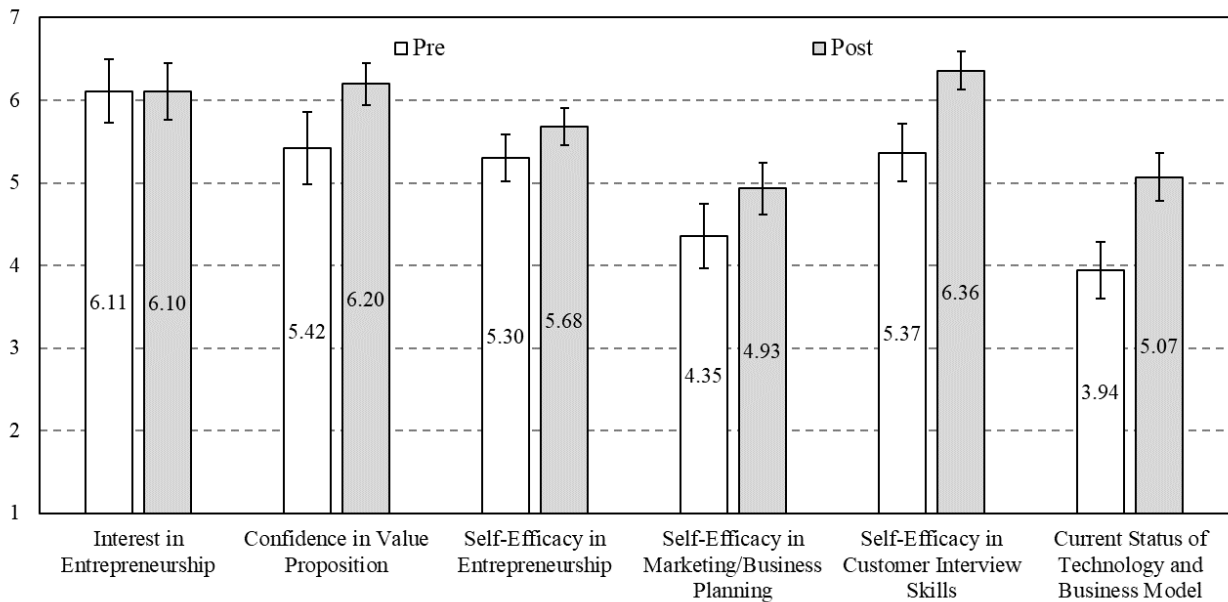 7
Pre
Post
6
5
4
3
2
1
6.11
6.10
5.42
6.20
5.30
5.68
4.35
4.93
5.37
6.36
3.94
5.07
Interest in
Entrepreneurship
Confidence in Value
Proposition
Self-Efficacy in
Entrepreneurship
Self-Efficacy in
Marketing/Business
Planning
Self-Efficacy in
Customer Interview
Skills
Current Status of
Technology and
Business Model